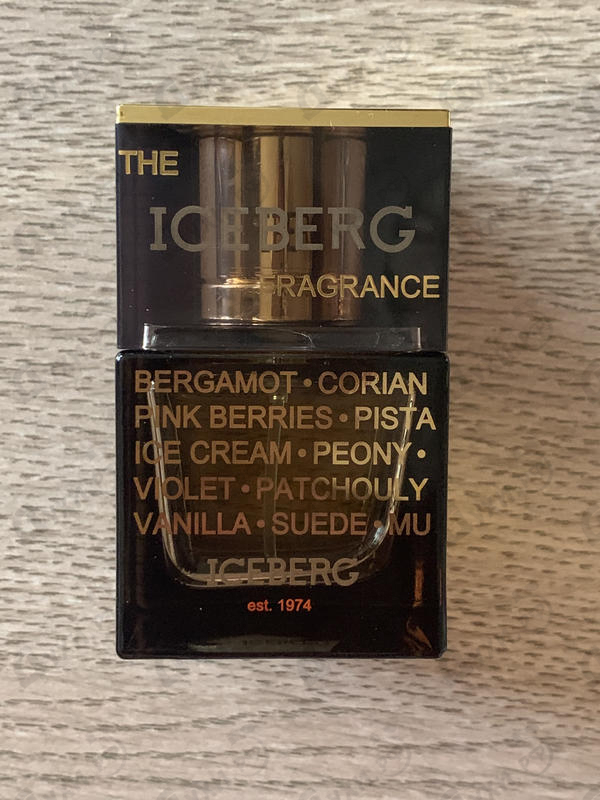 THE
ICEBERG
FRAGRANCE
BERGAMOT • CORIAN
PINK BERRIES • PISTA
ICE CREAM • PEONY •
VIOLET • PATCHOULY
VANILLA • SUEDE • MU
ICEBERG
est. 1974